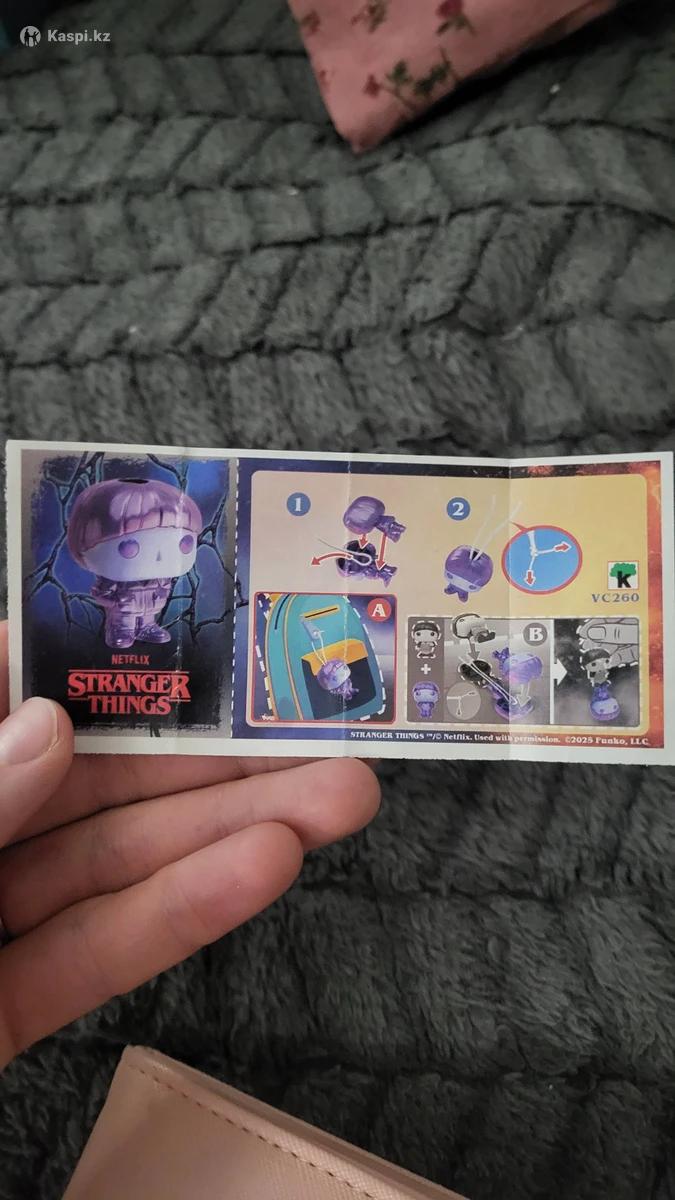 Kaspi.kz
1
2
K
VC260
A
B
+
NETFLIX
STRANGER
THINGS
STRANGER THINGS ™/© Netflix. Used with permission. ©2025 Funko, LLC.